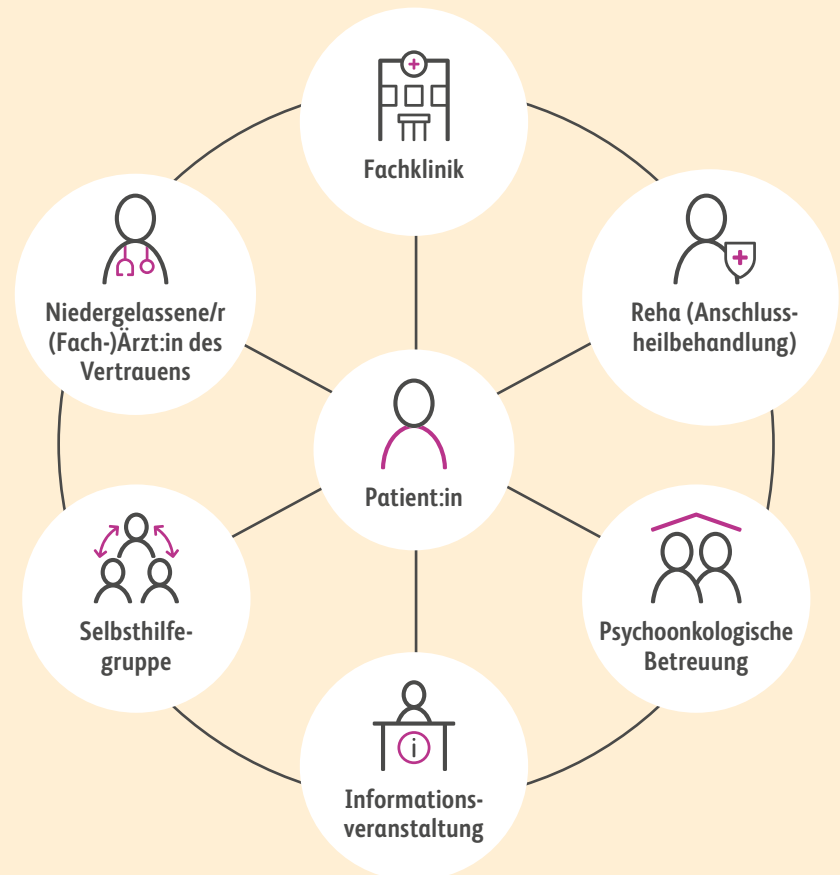 Fachklinik
Niedergelassene/r
(Fach-)Ärzt:in des
Vertrauens
Reha (Anschluss-
heilbehandlung)
Patient:in
Selbsthilfe-
gruppe
Psychoonkologische
Betreuung
i
Informations-
veranstaltung